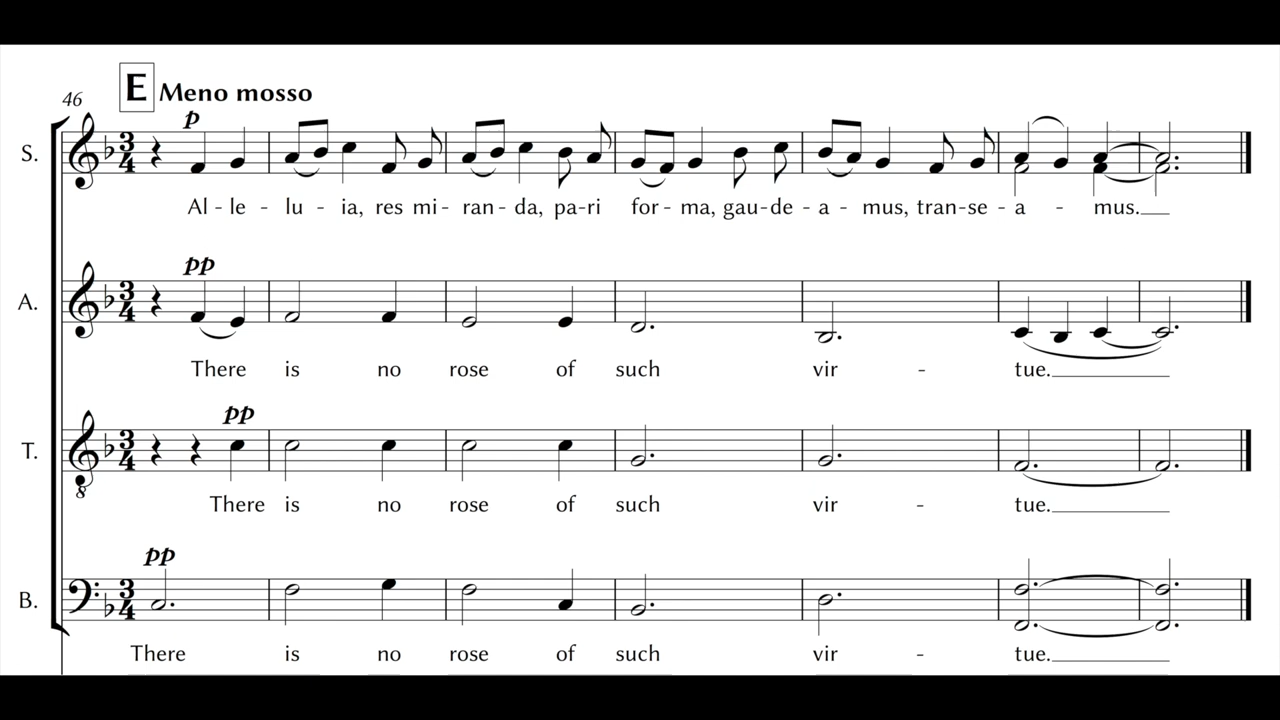 46
E Meno mosso
p
S.
Al - le - lu - ia, res mi - ran - da, pa - ri for - ma, gau - de - a - mus, tran - se - a - mus.
pp
A.
There is no rose of such vir - tue.
pp
T.
There is no rose of such vir - tue.
pp
B.
There is no rose of such vir - tue.